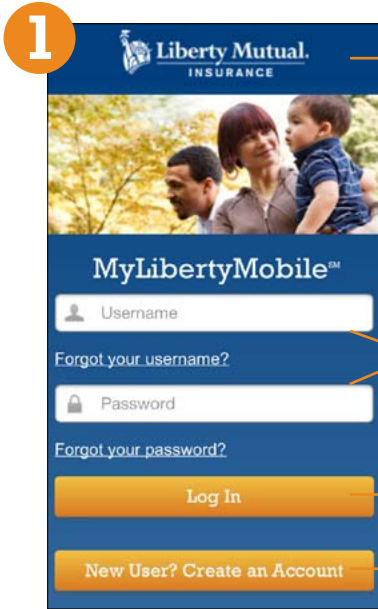 1
Liberty Mutual.
INSURANCE
MyLibertyMobile℠
Username
Forgot your username?
Password
Forgot your password?
Log In
New User? Create an Account